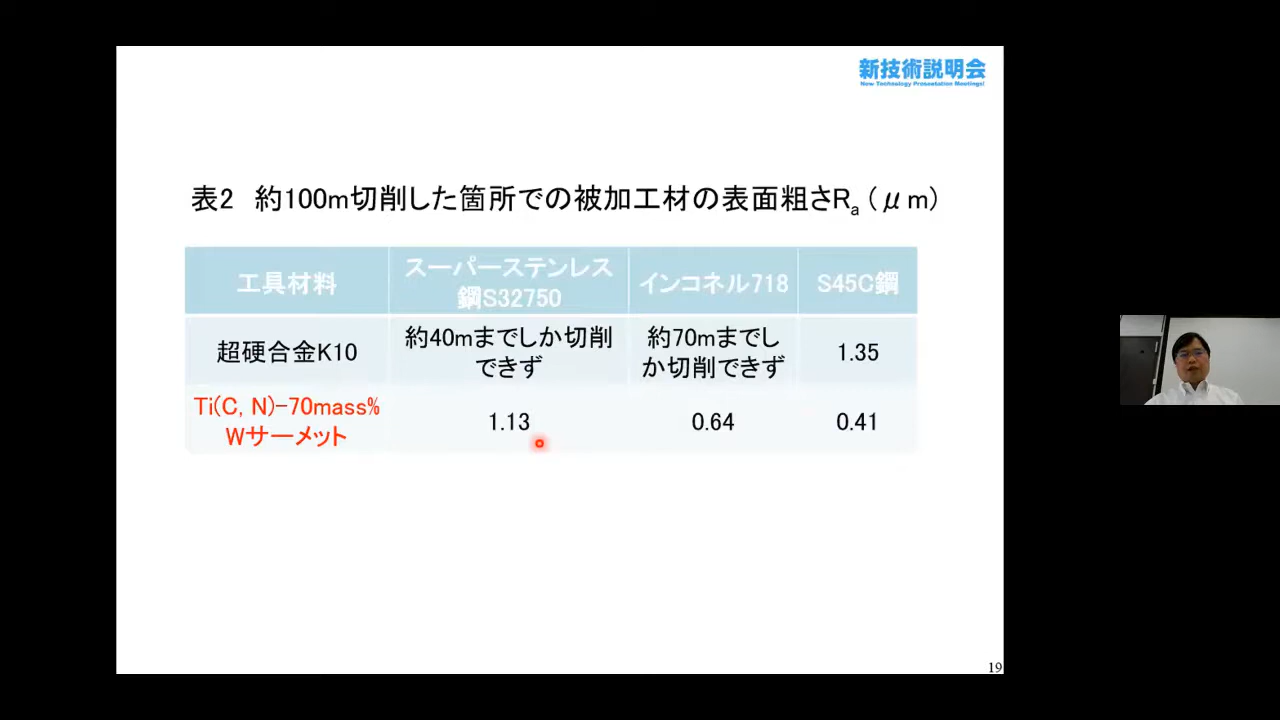 新技術説明会
New Technology Presentation Meetings!
表2 約100m切削した箇所での被加工材の表面粗さRa (μm)
工具材料
スーパーステンレス
鋼S32750
インコネル718
S45C鋼
超硬合金K10
約40mまでしか切削
できず
約70mまでし
か切削できず
1.35
Ti(C, N)-70mass%
Wサーメット
1.13
0.64
0.41
19